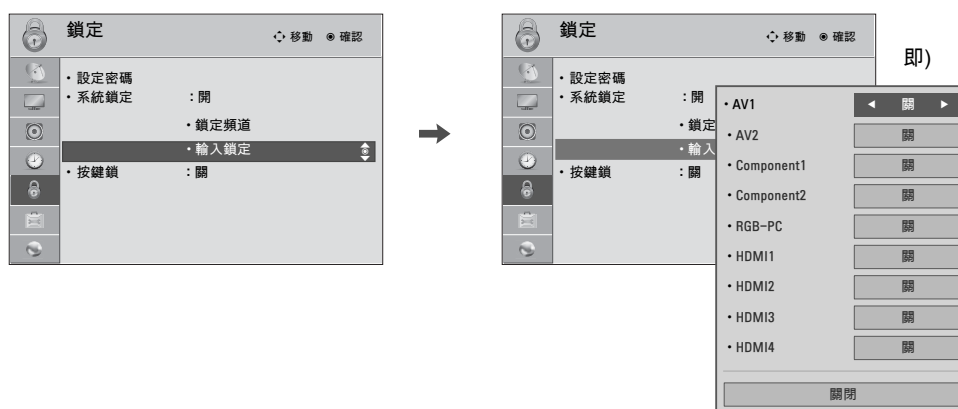 鎖定
移動 ◉ 確認
・設定密碼
・系統鎖定 : 開
・鎖定頻道
・輸入鎖定
・按鍵鎖 : 關
鎖定
移動 ◉ 確認
即)
・設定密碼
・系統鎖定 : 開
・鎖定
・輸入
・按鍵鎖 : 關
・AV1 ◀ 關 ▶
・AV2 關
・Component1 關
・Component2 關
・RGB-PC 關
・HDMI1 關
・HDMI2 關
・HDMI3 關
・HDMI4 關
關閉